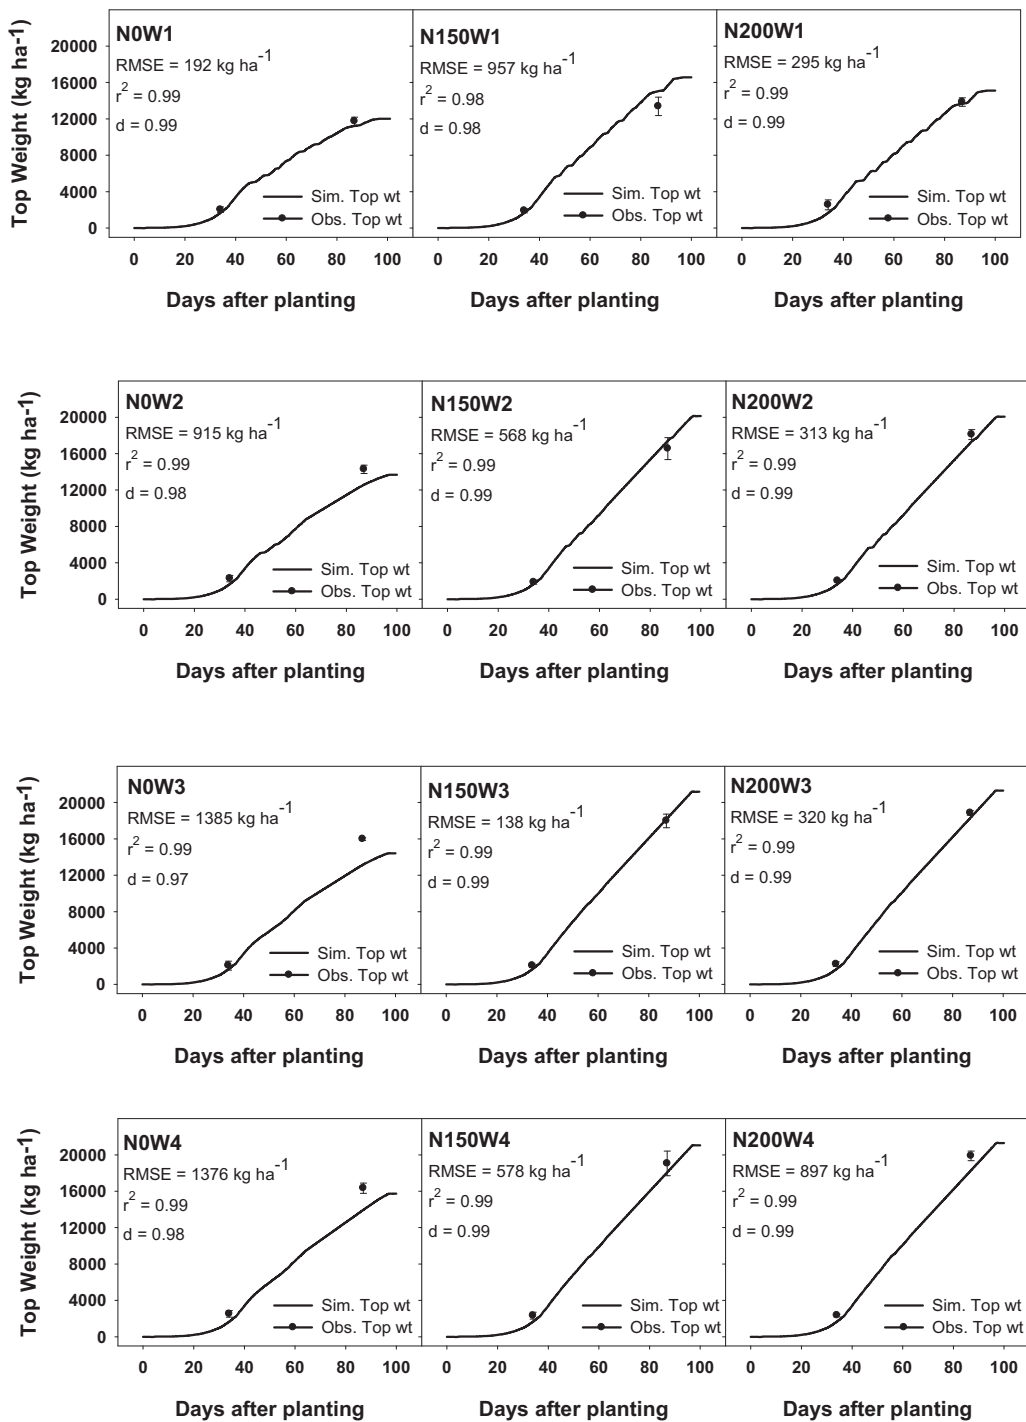 N0W1
RMSE = 192 kg ha-1
r2 = 0.99
d = 0.99
N150W1
RMSE = 957 kg ha-1
r2 = 0.98
d = 0.98
N200W1
RMSE = 295 kg ha-1
r2 = 0.99
d = 0.99
Top Weight (kg ha-1)
20000
16000
12000
8000
4000
0
Sim. Top wt
Obs. Top wt
Sim. Top wt
Obs. Top wt
Sim. Top wt
Obs. Top wt
0 20 40 60 80 100
0 20 40 60 80 100
0 20 40 60 80 100
Days after planting
Days after planting
Days after planting
N0W2
RMSE = 915 kg ha-1
r2 = 0.99
d = 0.98
N150W2
RMSE = 568 kg ha-1
r2 = 0.99
d = 0.99
N200W2
RMSE = 313 kg ha-1
r2 = 0.99
d = 0.99
Top Weight (kg ha-1)
20000
16000
12000
8000
4000
0
Sim. Top wt
Obs. Top wt
Sim. Top wt
Obs. Top wt
Sim. Top wt
Obs. Top wt
0 20 40 60 80 100
0 20 40 60 80 100
0 20 40 60 80 100
Days after planting
Days after planting
Days after planting
N0W3
RMSE = 1385 kg ha-1
r2 = 0.99
d = 0.97
N150W3
RMSE = 138 kg ha-1
r2 = 0.99
d = 0.99
N200W3
RMSE = 320 kg ha-1
r2 = 0.99
d = 0.99
Top Weight (kg ha-1)
20000
16000
12000
8000
4000
0
Sim. Top wt
Obs. Top wt
Sim. Top wt
Obs. Top wt
Sim. Top wt
Obs. Top wt
0 20 40 60 80 100
0 20 40 60 80 100
0 20 40 60 80 100
Days after planting
Days after planting
Days after planting
N0W4
RMSE = 1376 kg ha-1
r2 = 0.99
d = 0.98
N150W4
RMSE = 578 kg ha-1
r2 = 0.99
d = 0.99
N200W4
RMSE = 897 kg ha-1
r2 = 0.99
d = 0.99
Top Weight (kg ha-1)
20000
16000
12000
8000
4000
0
Sim. Top wt
Obs. Top wt
Sim. Top wt
Obs. Top wt
Sim. Top wt
Obs. Top wt
0 20 40 60 80 100
0 20 40 60 80 100
0 20 40 60 80 100
Days after planting
Days after planting
Days after planting